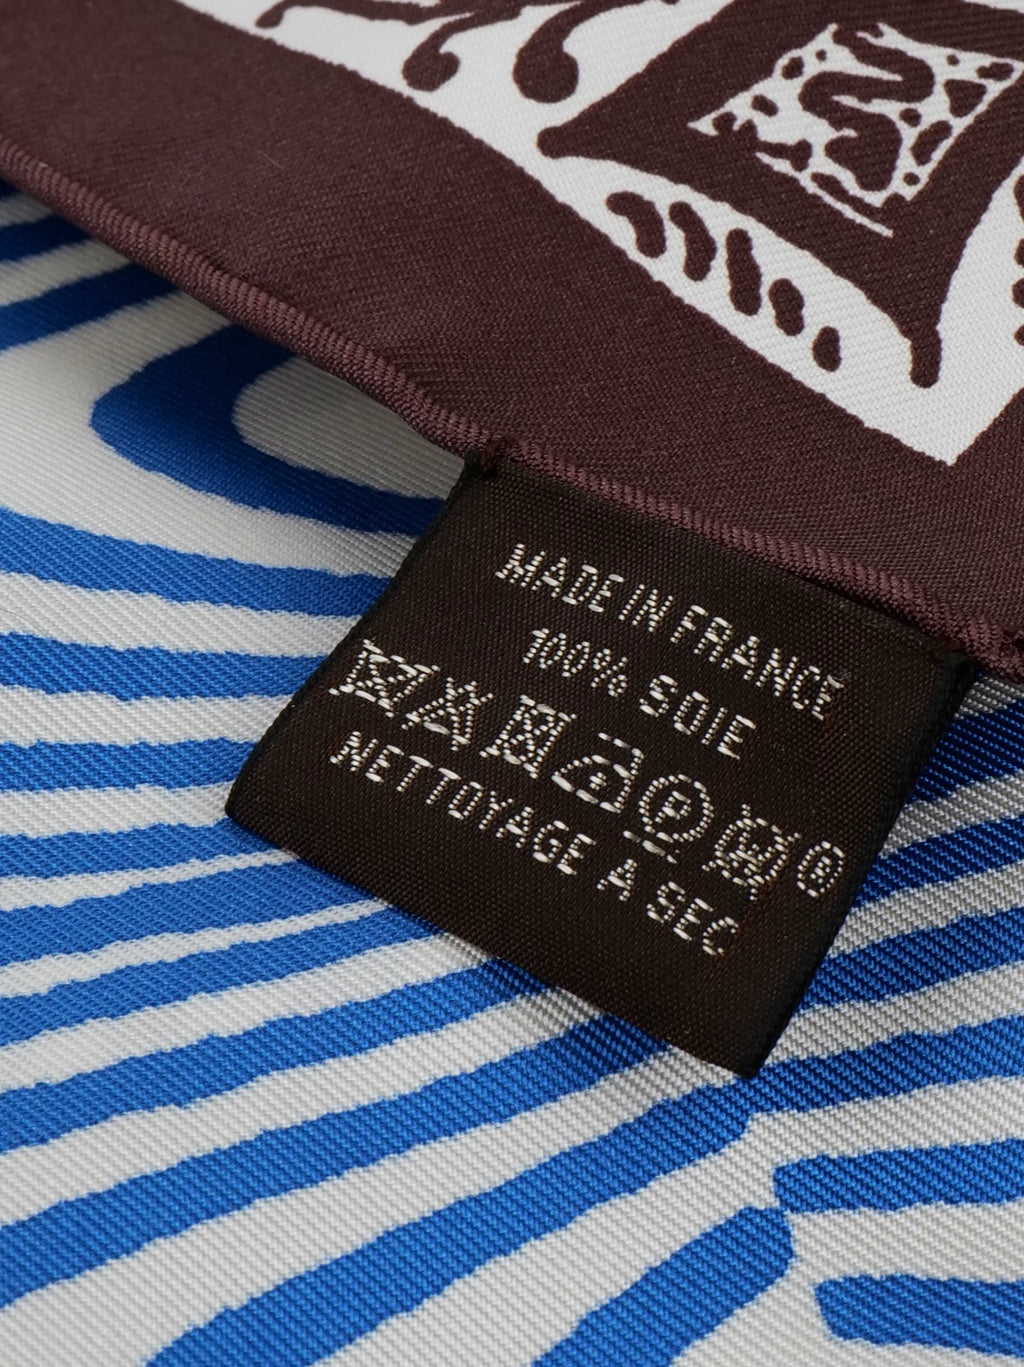 MADE IN FRANCE
100% SOIE
P W ®
NETTOYAGE A SEC